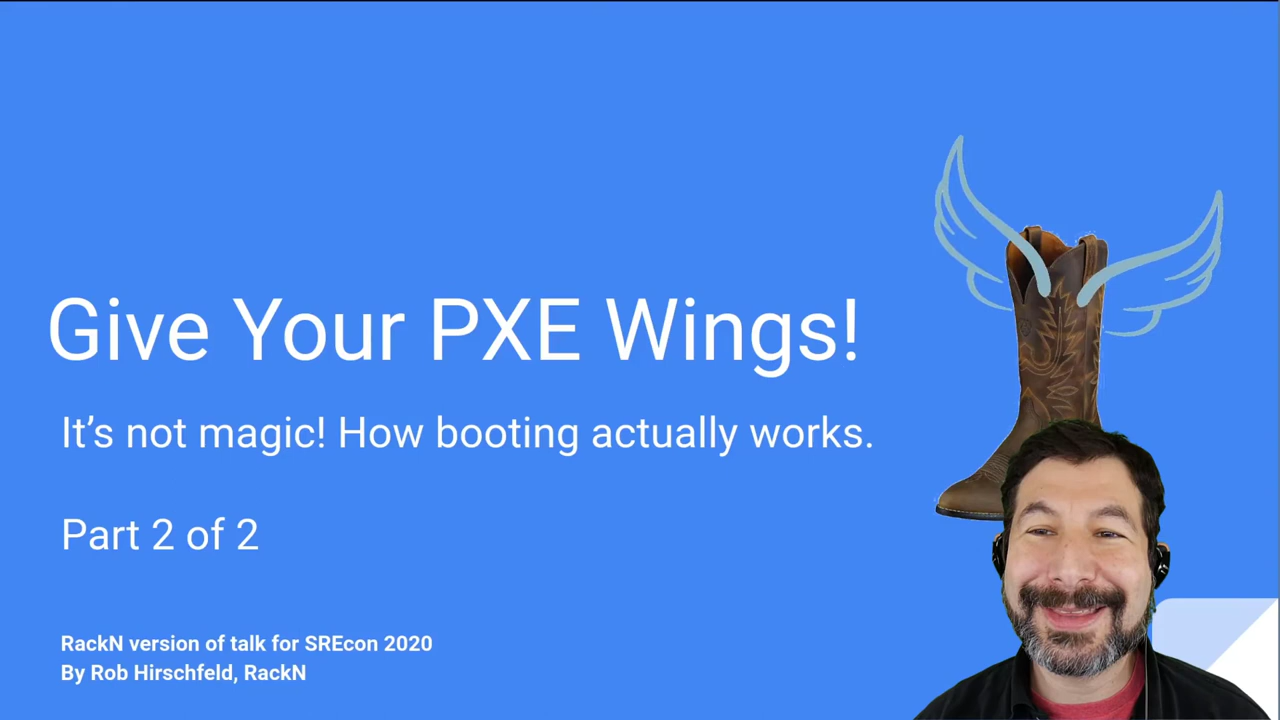 Give Your PXE Wings!
It’s not magic! How booting actually works.
Part 2 of 2
RackN version of talk for SREcon 2020
By Rob Hirschfeld, RackN